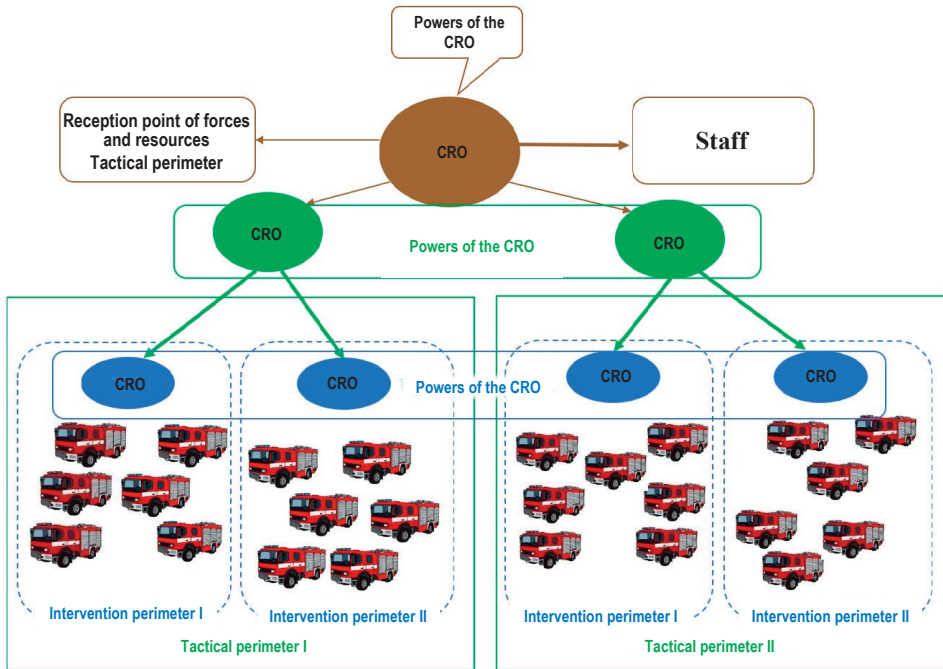 Powers of the
CRO
Reception point of forces
and resources
Tactical perimeter
CRO
Staff
CRO
Powers of the CRO
CRO
CRO
CRO
Powers of the CRO
CRO
CRO
Intervention perimeter I
Intervention perimeter II
Intervention perimeter I
Intervention perimeter II
Tactical perimeter I
Tactical perimeter II